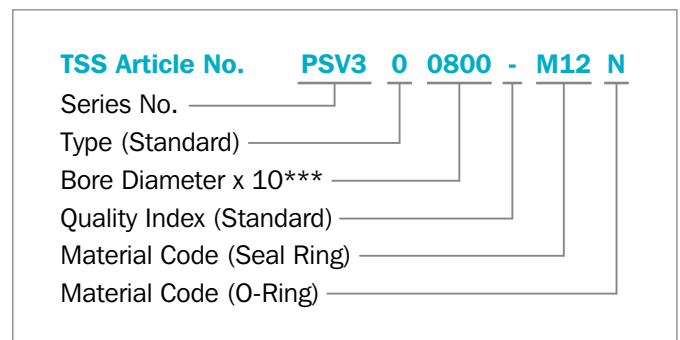 TSS Article No. PSV3 0 0800 - M12 N
Series No.
Type (Standard)
Bore Diameter x 10***
Quality Index (Standard)
Material Code (Seal Ring)
Material Code (O-Ring)